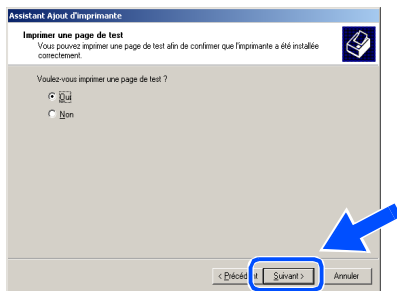 Assistant Ajout d'imprimante
Imprimer une page de test
Vous pouvez imprimer une page de test afin de confirmer que l'imprimante a été installée
correctement.
Voulez-vous imprimer une page de test ?
Oui
Non
< Précédent Suivant > Annuler